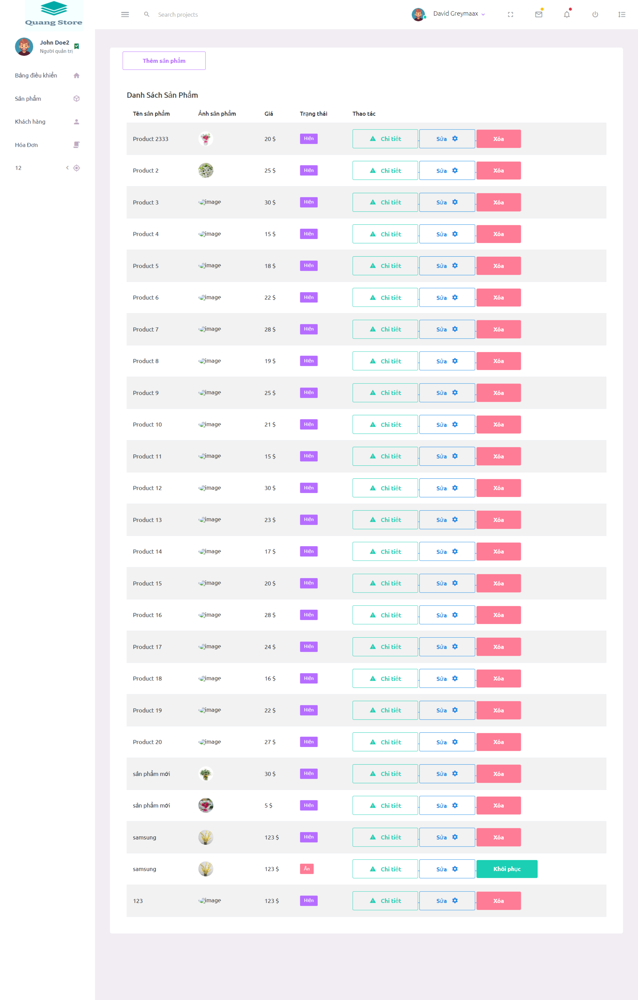 Quang Store
Search projects
David Greymaax
John Doe2
Người quản trị
Bảng điều khiển
Sản phẩm
Khách hàng
Hóa Đơn
12
Thêm sản phẩm
Danh Sách Sản Phẩm
Tên sản phẩm Ảnh sản phẩm Giá Trạng thái Thao tác
Product 2333 20 $ Hiện Chi tiết Sửa Xóa
Product 2 25 $ Hiện Chi tiết Sửa Xóa
Product 3 image 30 $ Hiện Chi tiết Sửa Xóa
Product 4 image 15 $ Hiện Chi tiết Sửa Xóa
Product 5 image 18 $ Hiện Chi tiết Sửa Xóa
Product 6 image 22 $ Hiện Chi tiết Sửa Xóa
Product 7 image 28 $ Hiện Chi tiết Sửa Xóa
Product 8 image 19 $ Hiện Chi tiết Sửa Xóa
Product 9 image 25 $ Hiện Chi tiết Sửa Xóa
Product 10 image 21 $ Hiện Chi tiết Sửa Xóa
Product 11 image 15 $ Hiện Chi tiết Sửa Xóa
Product 12 image 30 $ Hiện Chi tiết Sửa Xóa
Product 13 image 23 $ Hiện Chi tiết Sửa Xóa
Product 14 image 17 $ Hiện Chi tiết Sửa Xóa
Product 15 image 20 $ Hiện Chi tiết Sửa Xóa
Product 16 image 28 $ Hiện Chi tiết Sửa Xóa
Product 17 image 24 $ Hiện Chi tiết Sửa Xóa
Product 18 image 16 $ Hiện Chi tiết Sửa Xóa
Product 19 image 22 $ Hiện Chi tiết Sửa Xóa
Product 20 image 27 $ Hiện Chi tiết Sửa Xóa
sản phẩm mới 30 $ Hiện Chi tiết Sửa Xóa
sản phẩm mới 5 $ Hiện Chi tiết Sửa Xóa
samsung 123 $ Hiện Chi tiết Sửa Xóa
samsung 123 $ Ẩn Chi tiết Sửa Khôi phục
123 image 123 $ Hiện Chi tiết Sửa Xóa